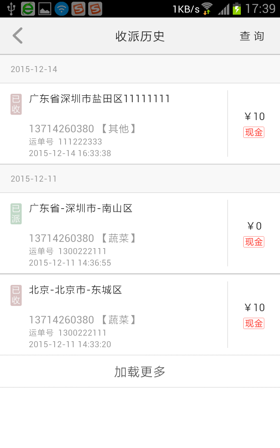 1KB/s 17:39
收派历史 查 询
2015-12-14
已收 广东省深圳市盐田区11111111
13714260380 【其他】
运单号 111222333
2015-12-14 16:33:38
￥10
现金
2015-12-11
已派 广东省-深圳市-南山区
13714260380 【蔬菜】
运单号 1300222111
2015-12-11 14:36:55
￥0
现金
已收 北京-北京市-东城区
13714260380 【蔬菜】
运单号 1300222111
2015-12-11 14:33:20
￥10
现金
加载更多